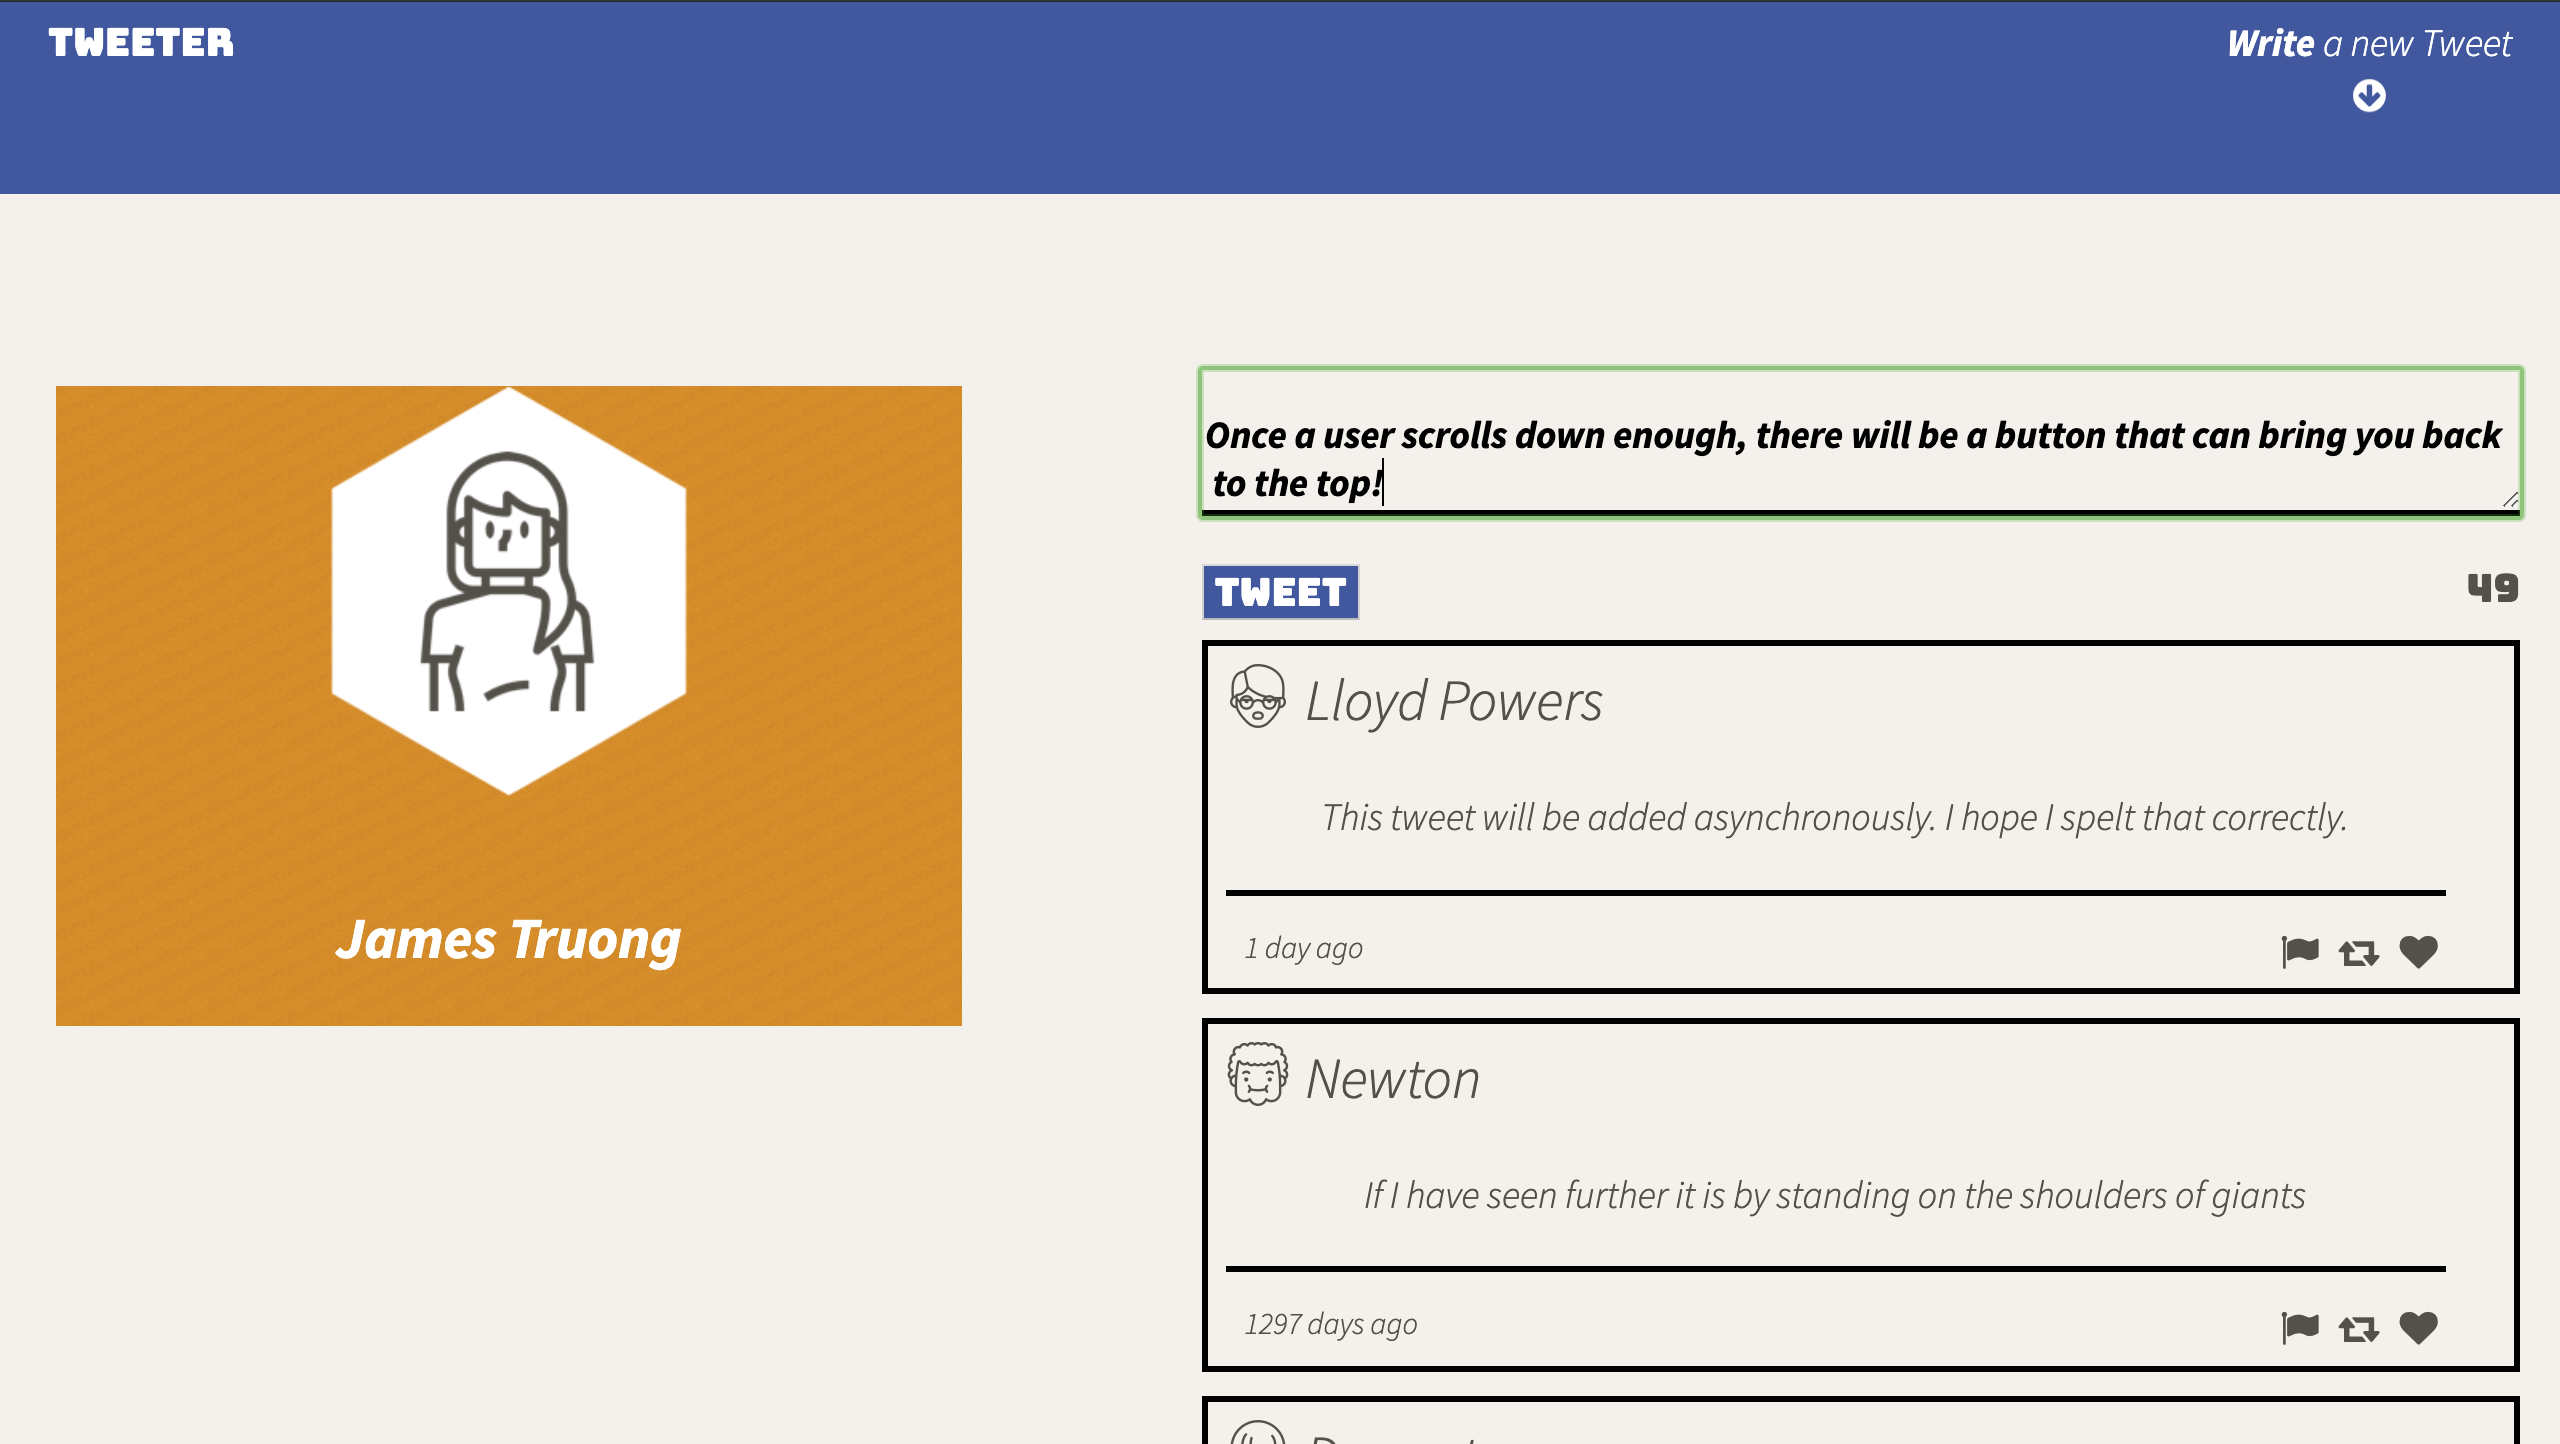 TWEETER
Write a new Tweet
Once a user scrolls down enough, there will be a button that can bring you back
to the top!
TWEET
49
James Truong
Lloyd Powers
This tweet will be added asynchronously. I hope I spelt that correctly.
1 day ago
Newton
If I have seen further it is by standing on the shoulders of giants
1297 days ago